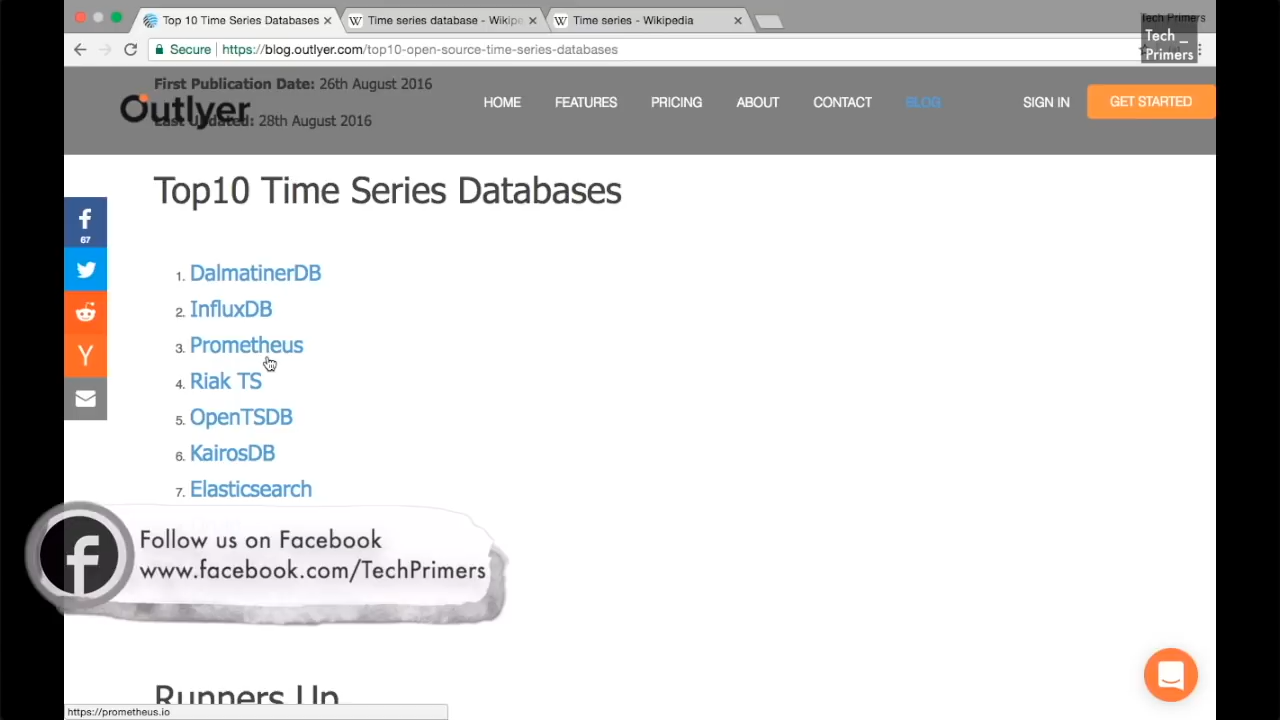 Top 10 Time Series Databases
Time series database - Wikipe
Time series - Wikipedia
Tech Primers
Secure
https://blog.outlyer.com/top10-open-source-time-series-databases
Tech _
Primers
First Publication Date: 26th August 2016
Outlyer
HOME
FEATURES
PRICING
ABOUT
CONTACT
BLOG
SIGN IN
GET STARTED
Last Updated: 28th August 2016
Top10 Time Series Databases
67
1. DalmatinerDB
2. InfluxDB
3. Prometheus
4. Riak TS
5. OpenTSDB
6. KairosDB
7. Elasticsearch
Follow us on Facebook
www.facebook.com/TechPrimers
Runners Up
https://prometheus.io